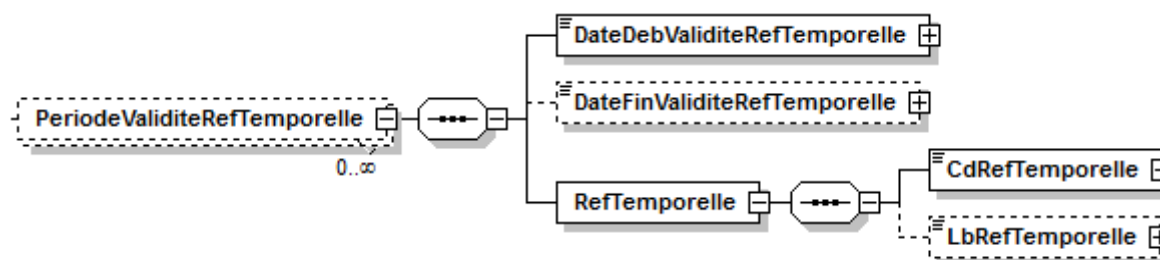 DateDebValiditeRefTemporelle
DateFinValiditeRefTemporelle
PeriodeValiditeRefTemporelle
0..∞
CdRefTemporelle
RefTemporelle
LbRefTemporelle